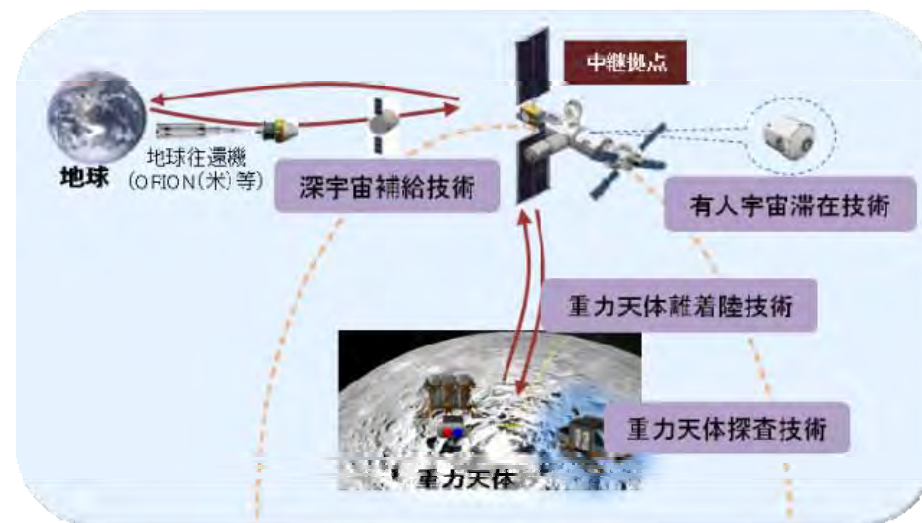 中継拠点
地球
地球往還機
(ORION(米)等)
深宇宙補給技術
有人宇宙滞在技術
重力天体離着陸技術
重力天体探査技術
重力天体